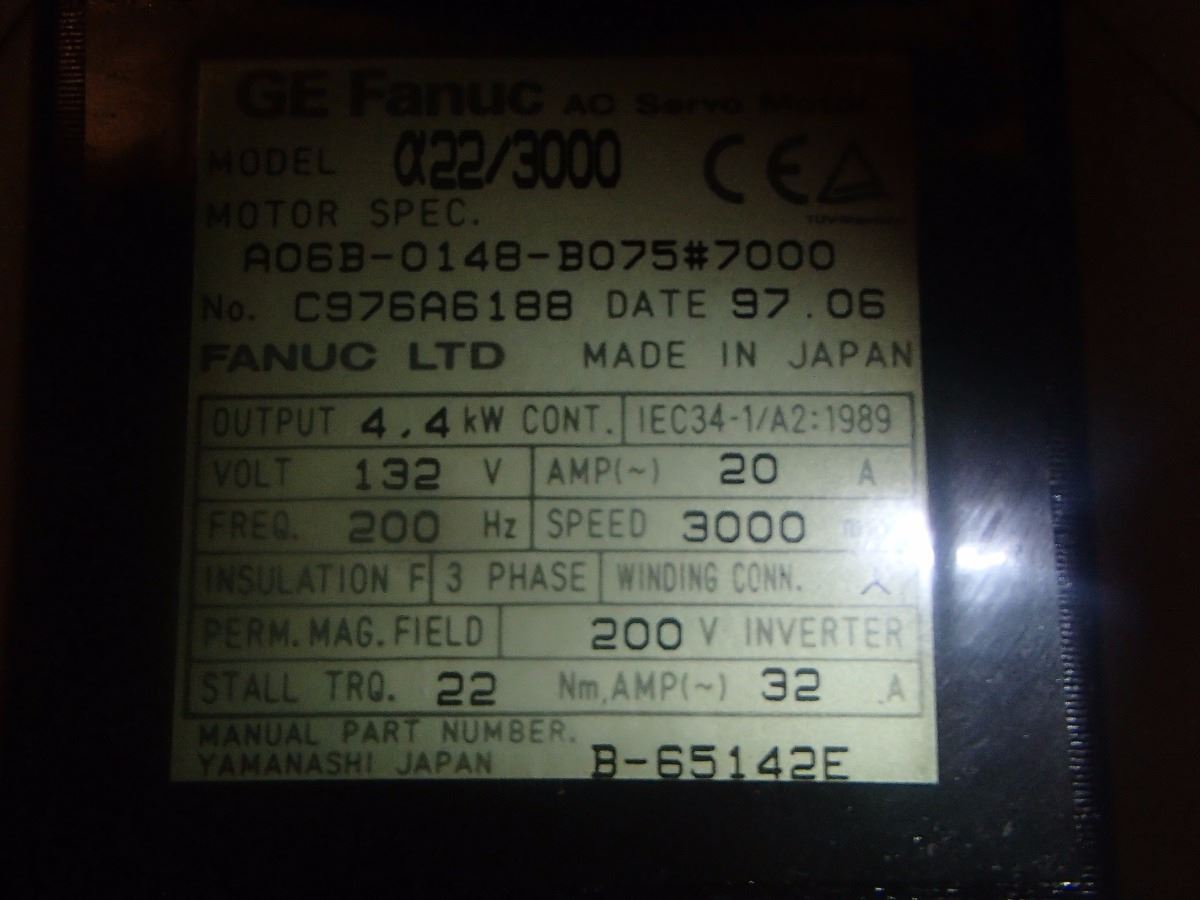 GE Fanuc AC Servo Motor
MODEL α22/3000 CE
MOTOR SPEC.
A06B-0148-B075#7000
No. C976A6188 DATE 97.06
FANUC LTD MADE IN JAPAN
OUTPUT 4.4 kW CONT. IEC34-1/A2:1989
VOLT 132 V AMP(~) 20 A
FREQ. 200 Hz SPEED 3000
INSULATION F 3 PHASE WINDING CONN.
PERM.MAG.FIELD 200 V INVERTER
STALL TRQ. 22 Nm,AMP(~) 32 A
MANUAL PART NUMBER.
YAMANASHI JAPAN B-65142E